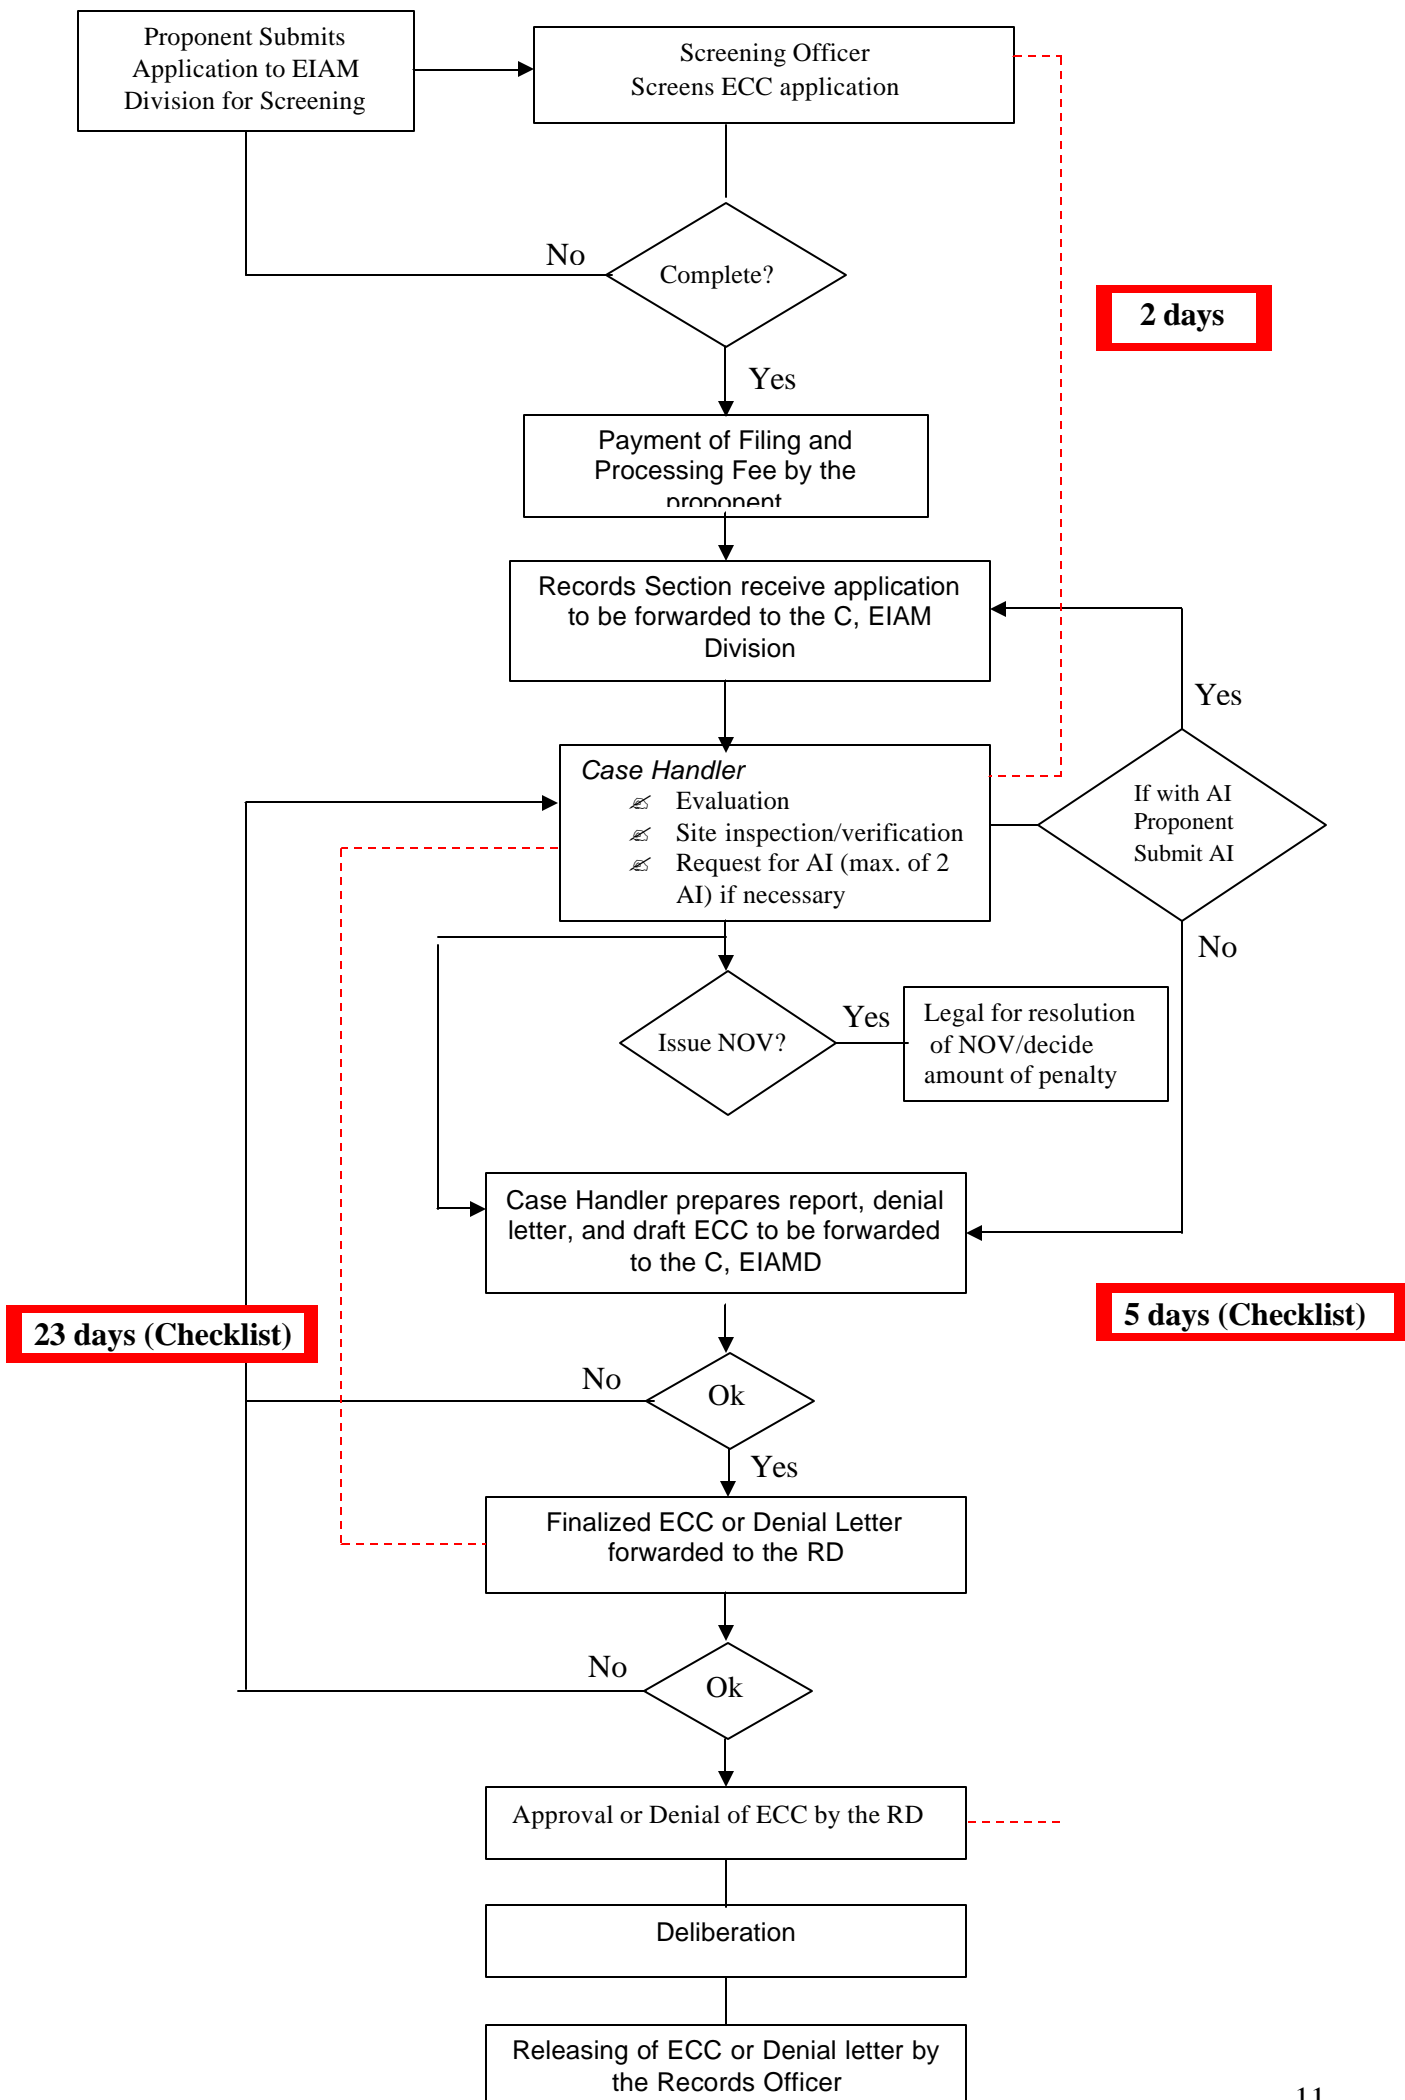 Proponent Submits
Application to EIAM
Division for Screening
Screening Officer
Screens ECC application
No
Complete?
2 days
Yes
Payment of Filing and
Processing Fee by the
proponent
Records Section receive application
to be forwarded to the C, EIAM
Division
Yes
Case Handler
Evaluation
Site inspection/verification
Request for AI (max. of 2
AI) if necessary
If with AI
Proponent
Submit AI
No
Issue NOV?
Yes
Legal for resolution
of NOV/decide
amount of penalty
Case Handler prepares report, denial
letter, and draft ECC to be forwarded
to the C, EIAMD
23 days (Checklist)
5 days (Checklist)
No
Ok
Yes
Finalized ECC or Denial Letter
forwarded to the RD
No
Ok
Approval or Denial of ECC by the RD
Deliberation
Releasing of ECC or Denial letter by
the Records Officer
11